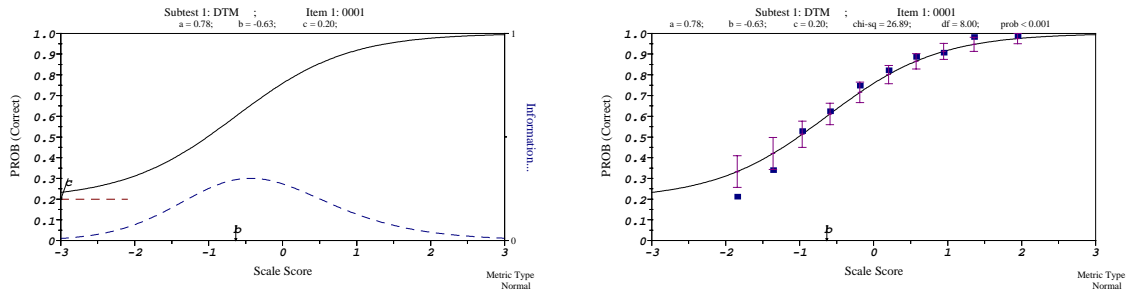 Subtest 1: DTM ; Item 1: 0001
a = 0.78; b = -0.63; c = 0.20;
1.0
0.9
0.8
0.7
0.6
0.5
0.4
0.3
0.2
0.1
0
PROB (Correct)
c
b
1
0
Information...
-3
-2
-1
0
1
2
3
Scale Score
Metric Type
Normal
Subtest 1: DTM ; Item 1: 0001
a = 0.78; b = -0.63; c = 0.20; chi-sq = 26.89; df = 8.00; prob < 0.001
1.0
0.9
0.8
0.7
0.6
0.5
0.4
0.3
0.2
0.1
0
PROB (Correct)
b
-3
-2
-1
0
1
2
3
Scale Score
Metric Type
Normal